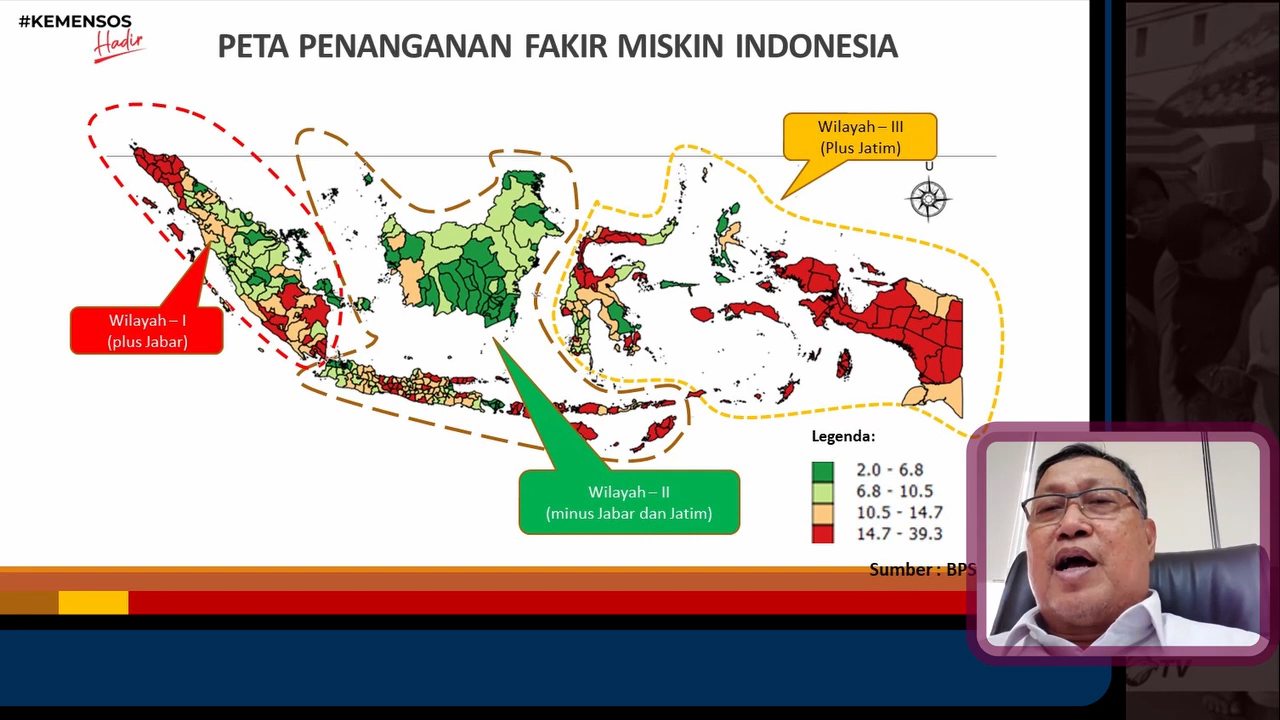 #KEMENSOS
Hadir
PETA PENANGANAN FAKIR MISKIN INDONESIA
Wilayah – III
(Plus Jatim)
U
Wilayah – I
(plus Jabar)
Wilayah – II
(minus Jabar dan Jatim)
Legenda:
2.0 - 6.8
6.8 - 10.5
10.5 - 14.7
14.7 - 39.3
Sumber : BPS
TV